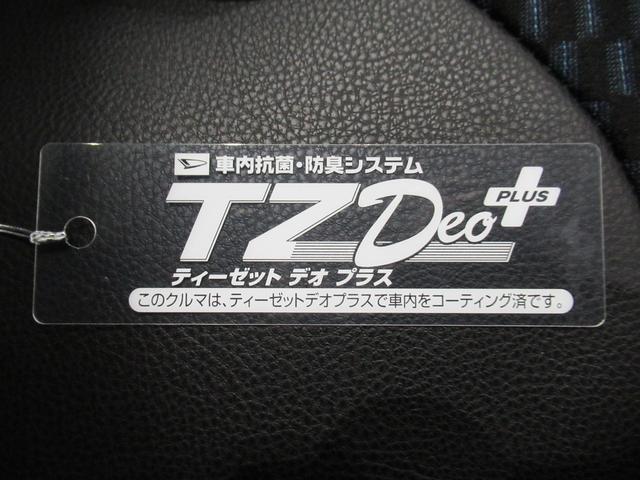 車内抗菌・防臭システム
TZ Deo PLUS
ティーゼット デオ プラス
このクルマは、ティーゼットデオプラスで車内をコーティング済です。